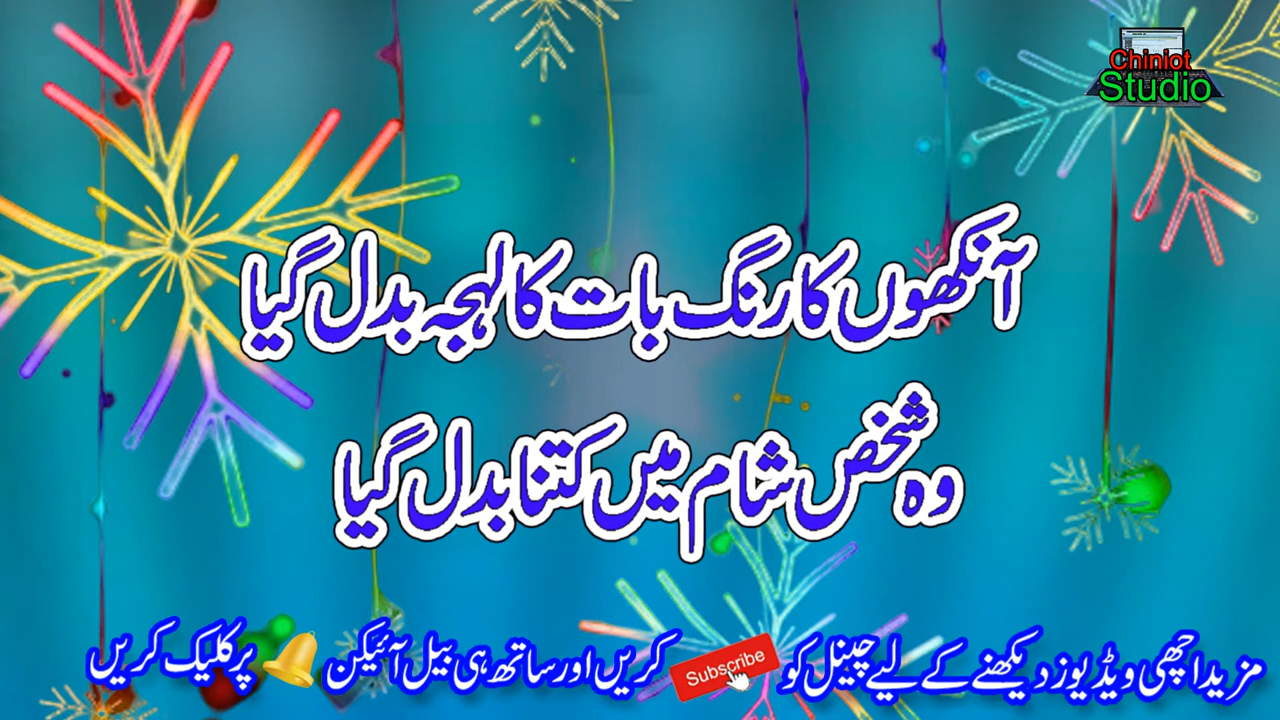 Chiniot
Studio
آنکھوں کا رنگ بات کا لہجہ بدل گیا
وہ شخص شام میں کتنا بدل گیا
مزید اچھی ویڈیوز دیکھنے کے لیے چینل کو Subscribe کریں اور ساتھ ہی بیل آئیکن پر کلیک کریں